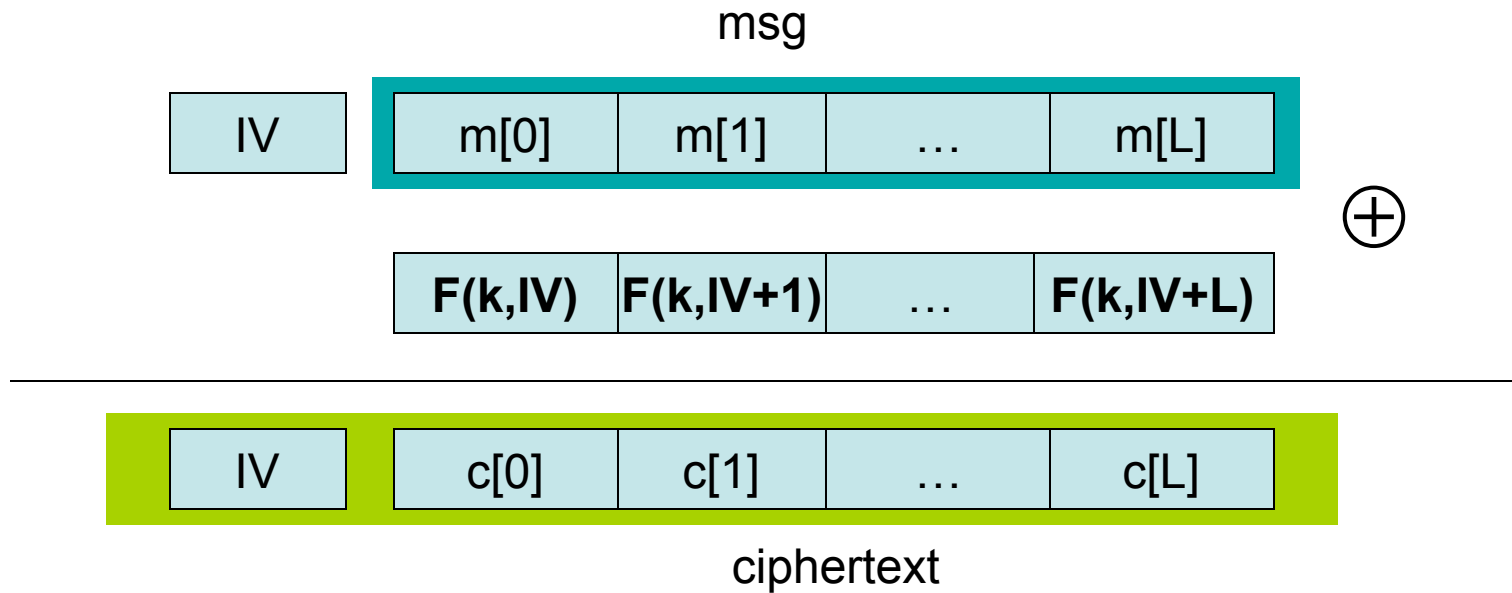 msg
IV m[0] m[1] … m[L]
⊕
F(k,IV) F(k,IV+1) … F(k,IV+L)
IV c[0] c[1] … c[L]
ciphertext